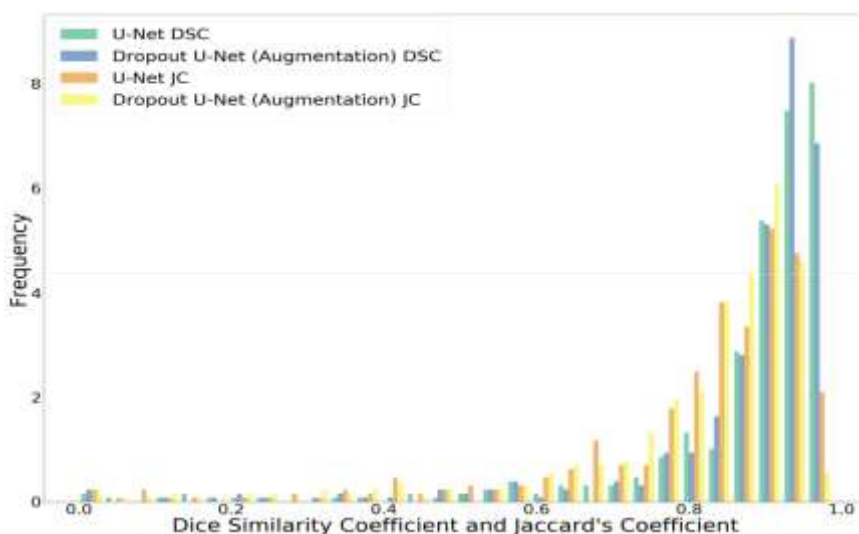 U-Net DSC
Dropout U-Net (Augmentation) DSC
U-Net JC
Dropout U-Net (Augmentation) JC
Frequency
8
6
4
2
0
0.0 0.2 0.4 0.6 0.8 1.0
Dice Similarity Coefficient and Jaccard's Coefficient